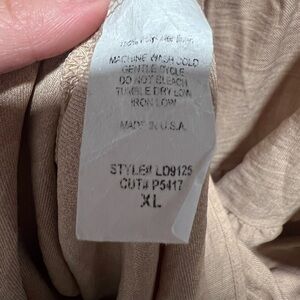 MACHINE WASH COLD
GENTLE CYCLE
DO NOT BLEACH
TUMBLE DRY LOW
IRON LOW
MADE IN U.S.A.
STYLE# LD9125
CUT# P5417
XL